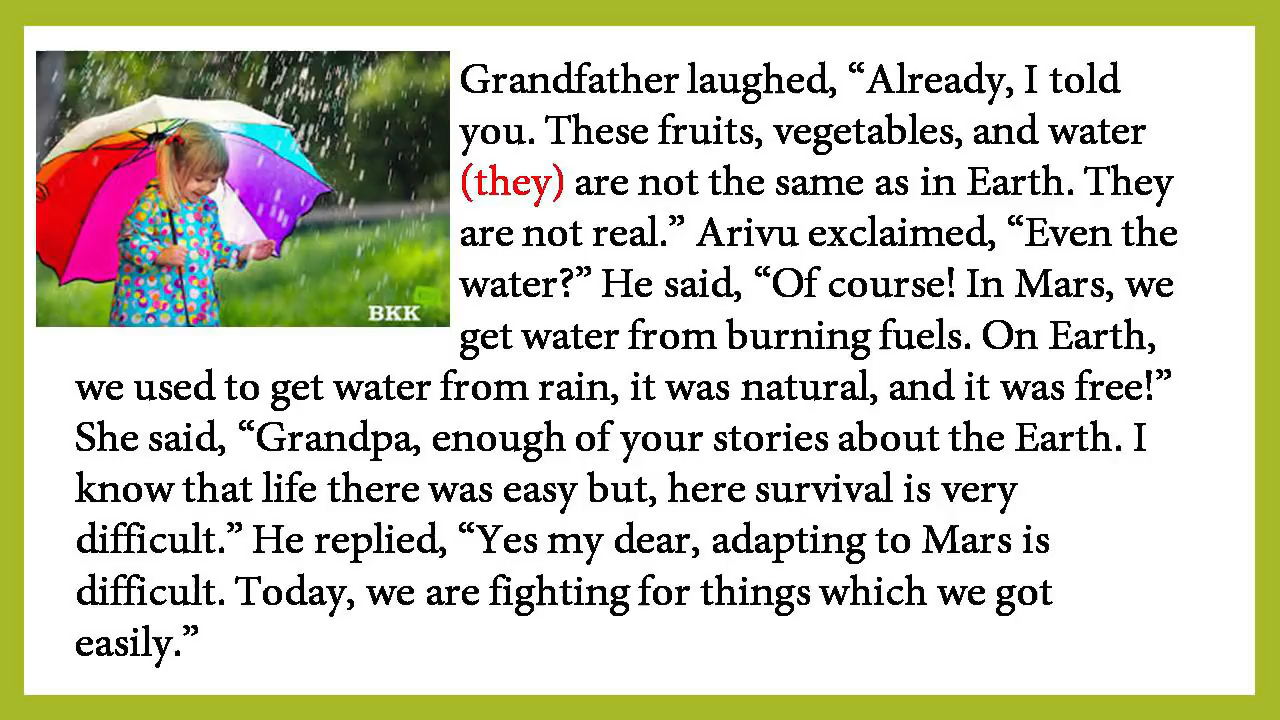 Grandfather laughed, “Already, I told
you. These fruits, vegetables, and water
(they) are not the same as in Earth. They
are not real.” Arivu exclaimed, “Even the
water?” He said, “Of course! In Mars, we
get water from burning fuels. On Earth,
we used to get water from rain, it was natural, and it was free!”
She said, “Grandpa, enough of your stories about the Earth. I
know that life there was easy but, here survival is very
difficult.” He replied, “Yes my dear, adapting to Mars is
difficult. Today, we are fighting for things which we got
easily.”
BKK